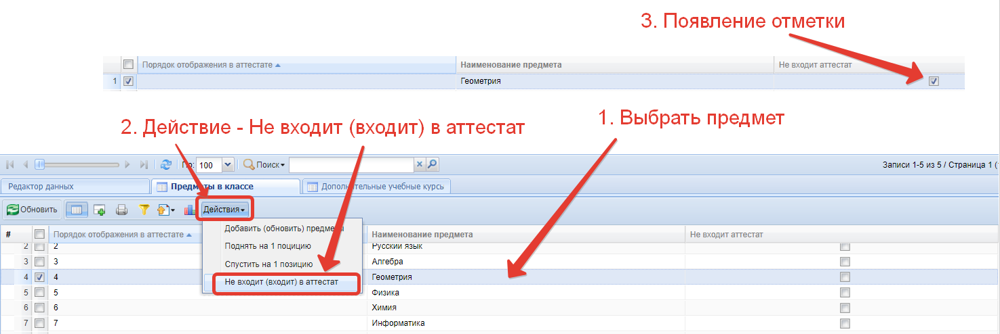 3. Появление отметки
Порядок отображения в аттестате Наименование предмета Не входит аттестат
1 Геометрия
2. Действие - Не входит (входит) в аттестат 1. Выбрать предмет
По: 100 Поиск Записи 1-5 из 5 / Страница 1 (
Редактор данных Предметы в классе Дополнительные учебные курсы
Обновить Действия
# Порядок отображения в аттестате Наименование предмета Не входит аттестат
Добавить (обновить) предметы
Поднять на 1 поцицию
Спустить на 1 позицию
Не входит (входит) в аттестат
2 2 Русский язык
3 3 Алгебра
4 4 Геометрия
5 5 Физика
6 6 Химия
7 7 Информатика